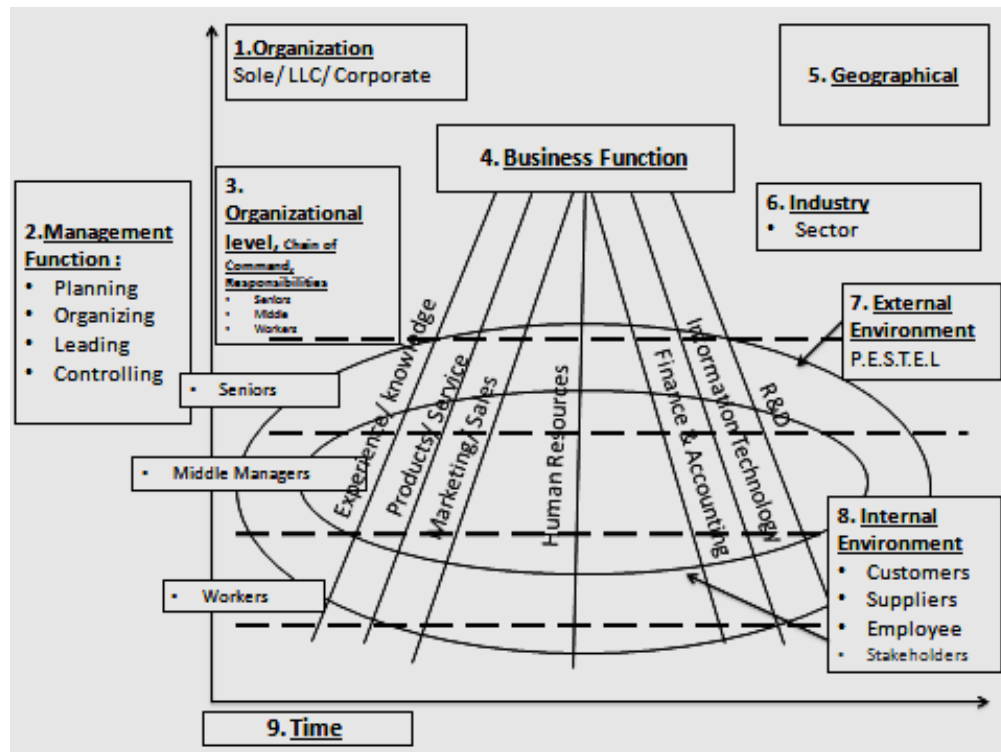 1.Organization
Sole/ LLC/ Corporate
5. Geographical
4. Business Function
3.
Organizational
level, Chain of
Command,
Responsibilities
• Seniors
• Middle
• Workers
2.Management
Function :
• Planning
• Organizing
• Leading
• Controlling
6. Industry
• Sector
7. External
Environment
P.E.S.T.E.L
• Seniors
• Middle Managers
• Workers
Experience/ knowledge
Products/ Service
Marketing/ Sales
Human Resources
Finance & Accounting
Information Technology
R&D
8. Internal
Environment
• Customers
• Suppliers
• Employee
• Stakeholders
9. Time